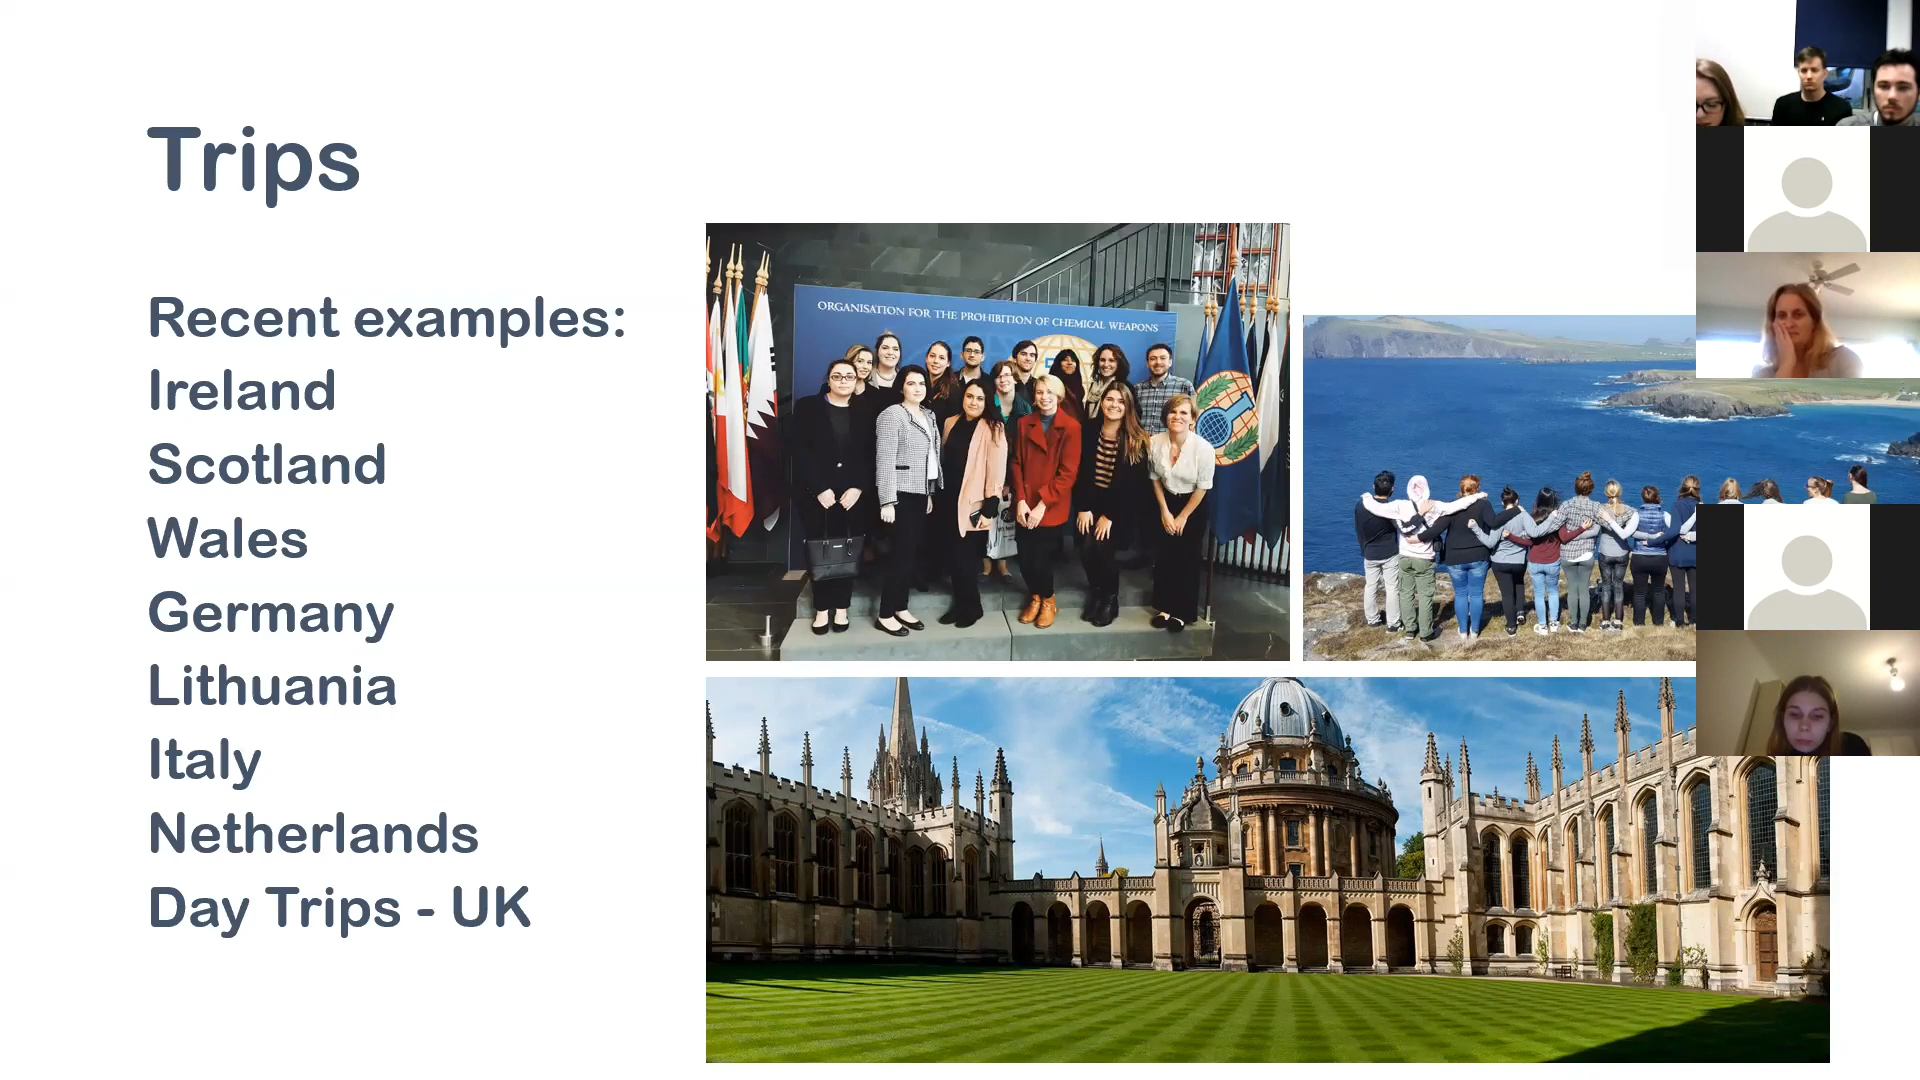 Trips
Recent examples:
Ireland
Scotland
Wales
Germany
Lithuania
Italy
Netherlands
Day Trips - UK
ORGANISATION FOR THE PROHIBITION OF CHEMICAL WEAPONS